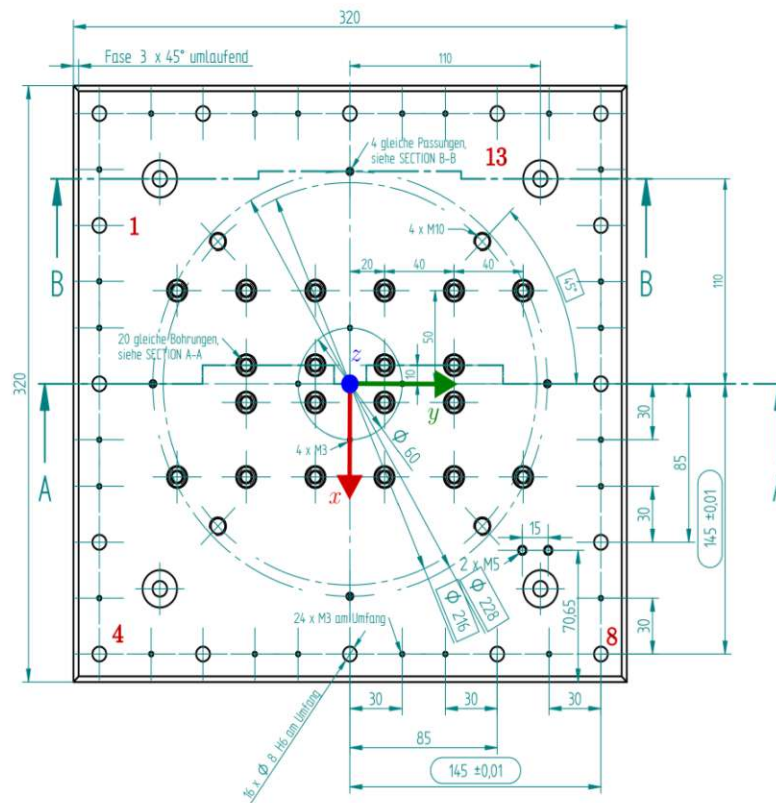 320
Fase 3 x 45° umlaufend
110
4 gleiche Passungen,
siehe SECTION B-B
13
1
4 x M10
B
B
20
40
40
45°
110
50
20 gleiche Bohrungen,
siehe SECTION A-A
320
z
10
y
A
4 x M3
Φ 60
x
30
85
145 ±0,01
30
15
2 x M5
Φ 216
Φ 228
70,65
30
4
24 x M3 am Umfang
8
16 x Φ 8 H6 am Umfang
30
30
30
85
145 ±0,01